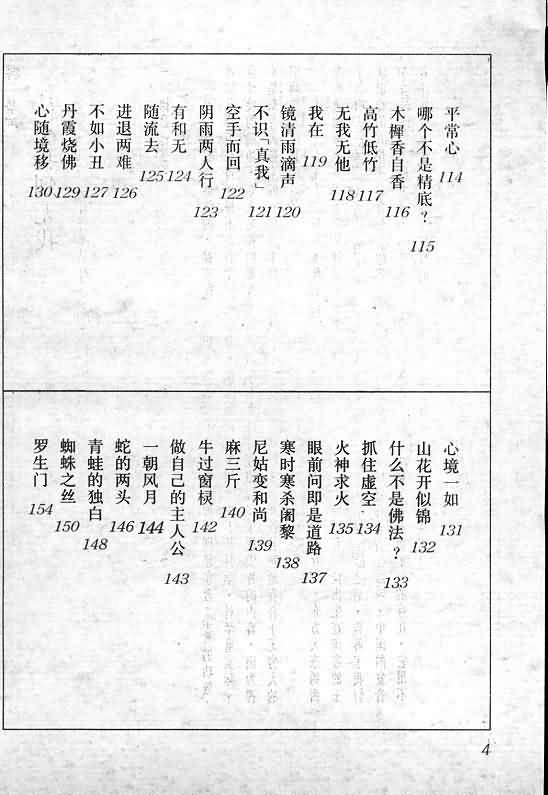 平常心 114
哪个不是精底？ 115
木樨香自香 116
高竹低竹 117
无我无他 118
我在 119
镜清雨滴声 120
不识「真我」 121
空手而回 122
阴雨两人行 123
有和无 124
随流去 125
进退两难 126
不如小丑 127
丹霞烧佛 129
心随境移 130
心境一如 131
山花开似锦 132
什么不是佛法？ 133
抓住虚空 134
火神求火 135
眼前问即是道路 137
寒时寒杀阇黎 138
尼姑变和尚 139
麻三斤 140
牛过窗棂 142
做自己的主人公 143
一朝风月 144
蛇的两头 146
青蛙的独白 148
蜘蛛之丝 150
罗生门 154
4